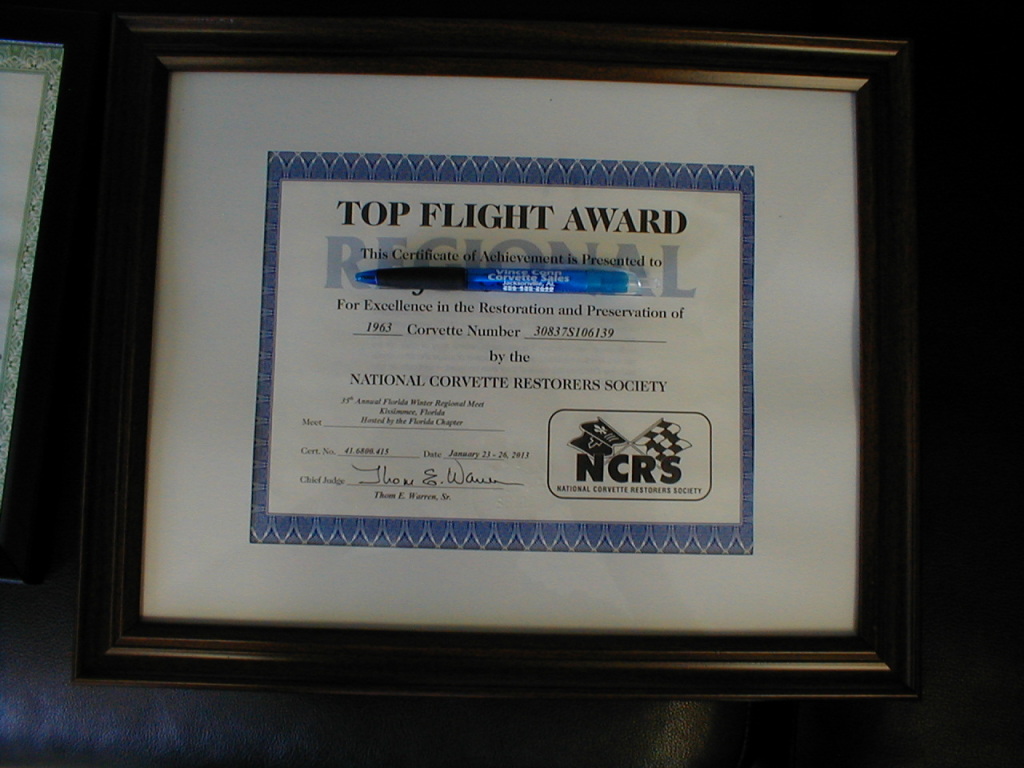 TOP FLIGHT AWARD
REGIONAL
This Certificate of Achievement is Presented to
Vince Conn
Corvette Sales
For Excellence in the Restoration and Preservation of
1963 Corvette Number 30837S106139
by the
NATIONAL CORVETTE RESTORERS SOCIETY
35th Annual Florida Winter Regional Meet
Kissimmee, Florida
Meet Hosted by the Florida Chapter
Cert. No. 41.6800.415 Date January 23 - 26, 2013
Chief Judge Thom E. Warren
Thom E. Warren, Sr.
NCRS
NATIONAL CORVETTE RESTORERS SOCIETY